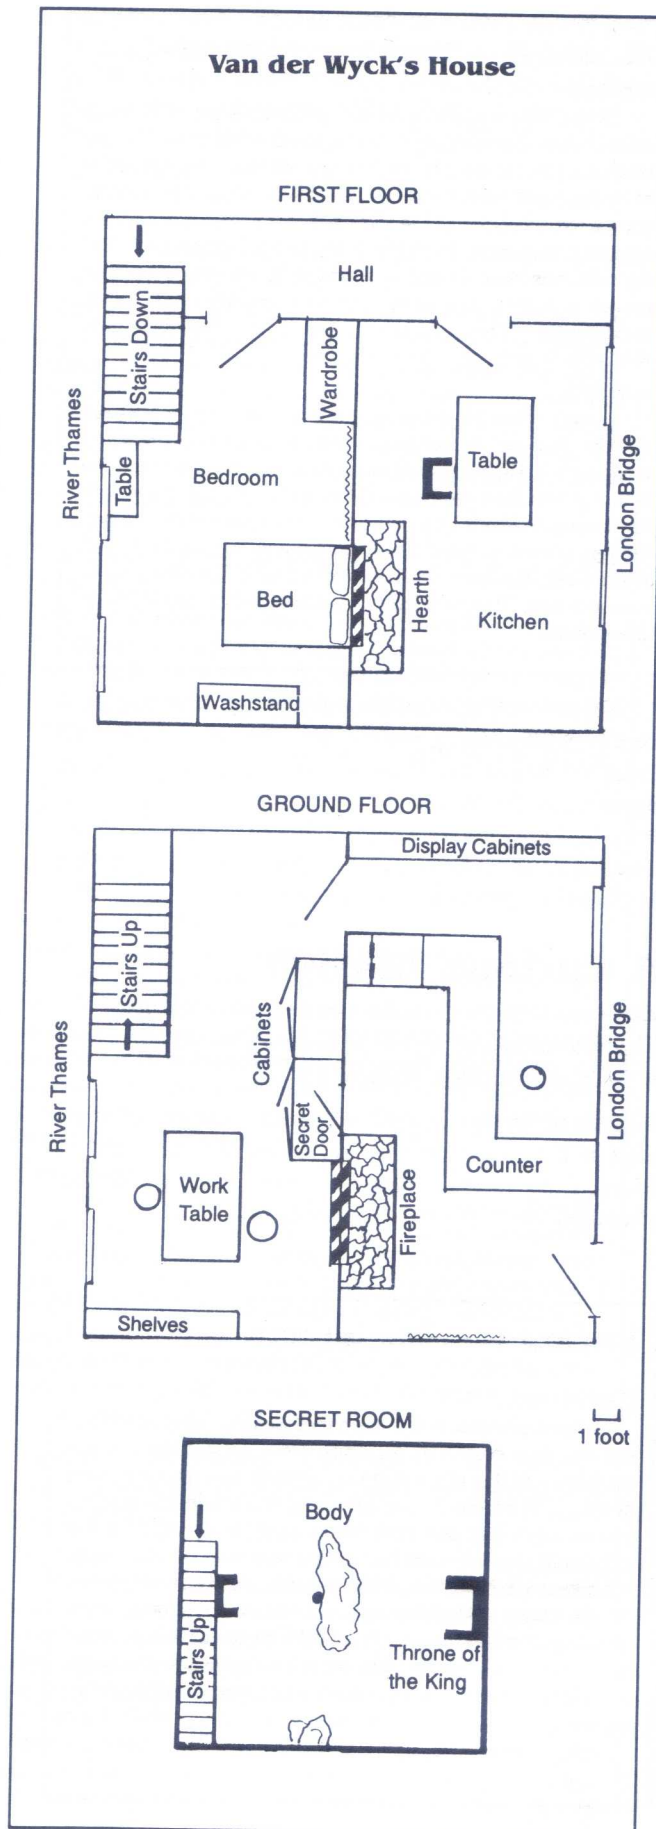 Van der Wyck's House
FIRST FLOOR
Hall
Stairs Down
Wardrobe
River Thames
Table
Bedroom
Table
London Bridge
Bed
Hearth
Kitchen
Washstand
GROUND FLOOR
Display Cabinets
Stairs Up
Cabinets
River Thames
London Bridge
Secret
Door
Counter
Work
Table
Fireplace
Shelves
SECRET ROOM
1 foot
Body
Stairs Up
Throne of
the King